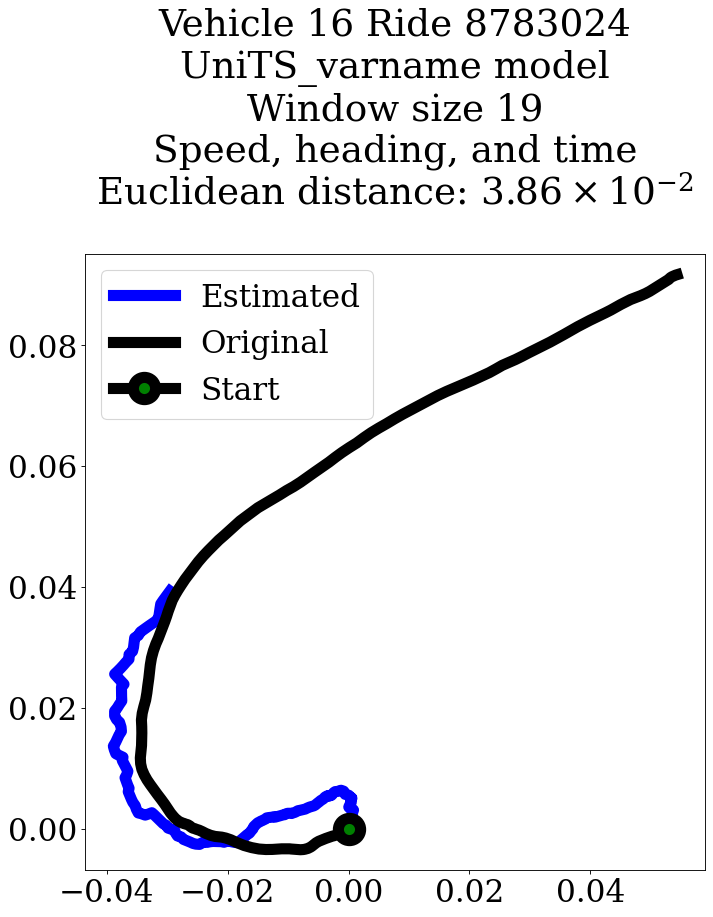 Vehicle 16 Ride 8783024
UniTS_varname model
Window size 19
Speed, heading, and time
Euclidean distance: 3.86 × 10⁻²
Estimated
Original
Start
0.08
0.06
0.04
0.02
0.00
−0.04 −0.02 0.00 0.02 0.04